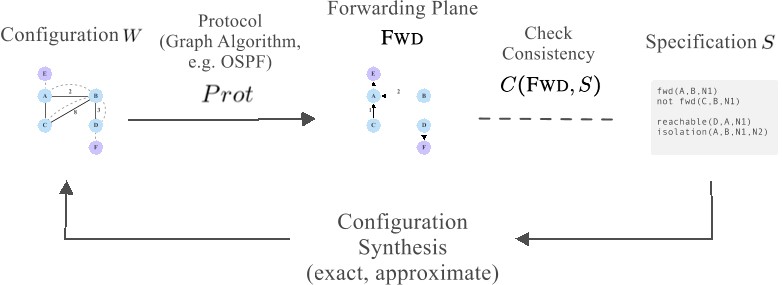 Configuration W
Protocol
(Graph Algorithm,
e.g. OSPF)
Prot
Forwarding Plane
FWD
Check
Consistency
C(FWD, S)
Specification S
E
A
2
B
8
3
C
D
F
E
A
2
B
1
C
D
F
fwd(A,B,N1)
not fwd(C,B,N1)
reachable(D,A,N1)
isolation(A,B,N1,N2)
Configuration
Synthesis
(exact, approximate)